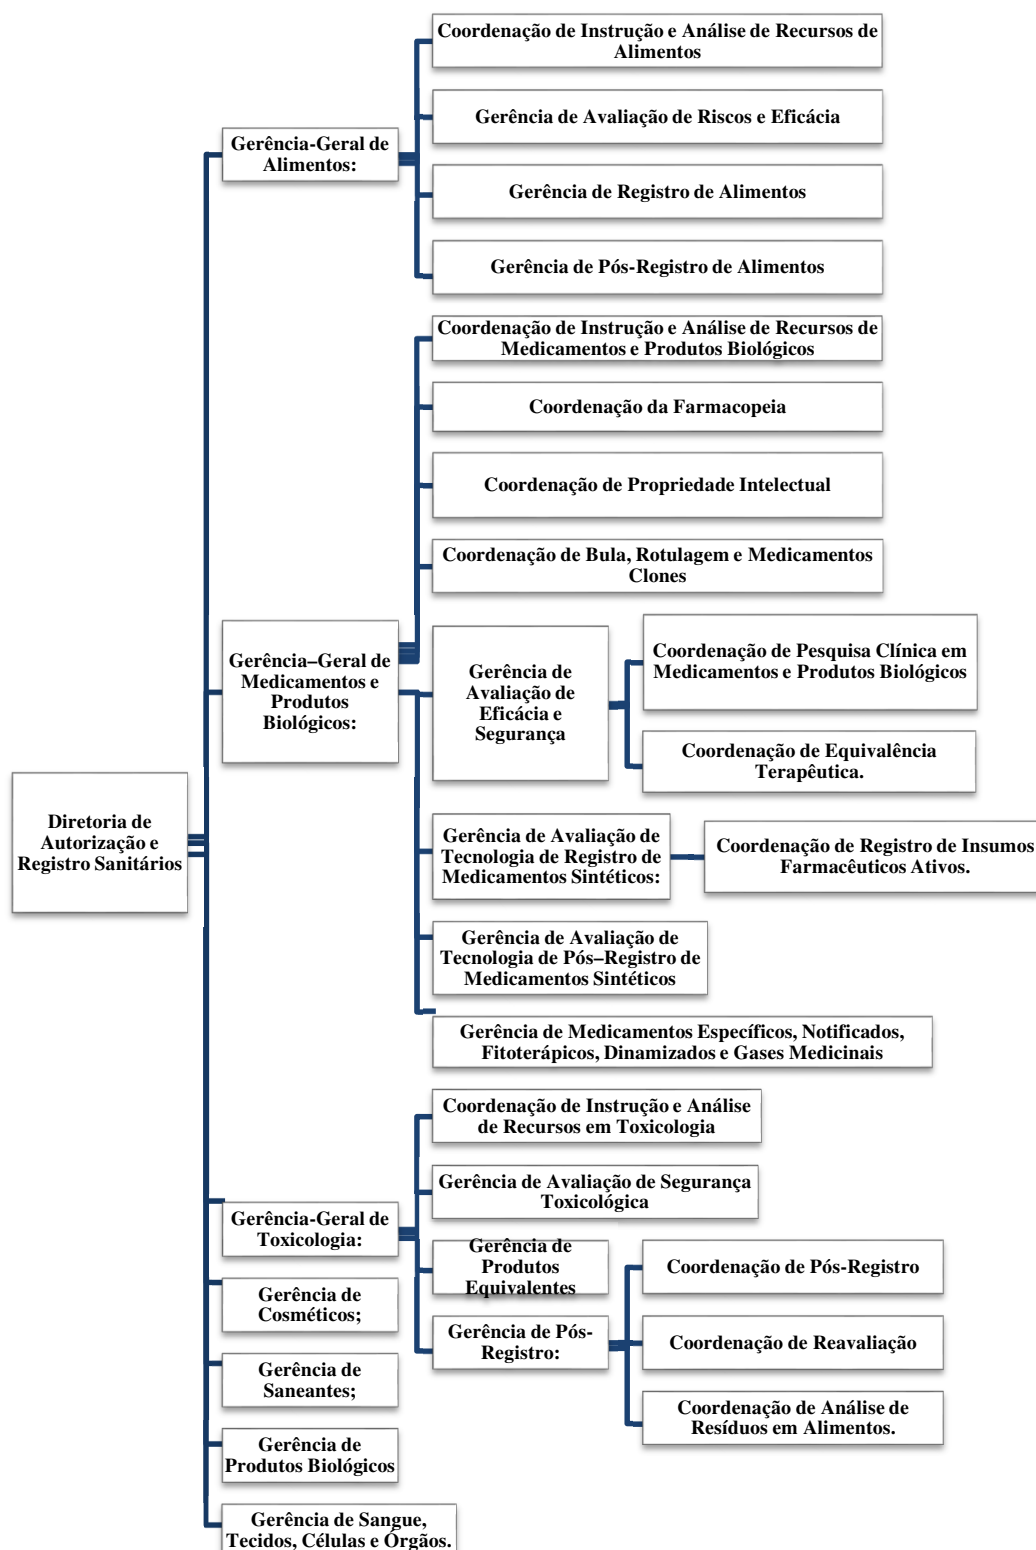 Diretoria de
Autorização e
Registro Sanitários
Gerência-Geral de
Alimentos:
Coordenação de Instrução e Análise de Recursos de
Alimentos
Gerência de Avaliação de Riscos e Eficácia
Gerência de Registro de Alimentos
Gerência de Pós-Registro de Alimentos
Gerência–Geral de
Medicamentos e
Produtos
Biológicos:
Coordenação de Instrução e Análise de Recursos de
Medicamentos e Produtos Biológicos
Coordenação da Farmacopeia
Coordenação de Propriedade Intelectual
Coordenação de Bula, Rotulagem e Medicamentos
Clones
Gerência de
Avaliação de
Eficácia e
Segurança
Coordenação de Pesquisa Clínica em
Medicamentos e Produtos Biológicos
Coordenação de Equivalência
Terapêutica.
Gerência de Avaliação de
Tecnologia de Registro de
Medicamentos Sintéticos:
Coordenação de Registro de Insumos
Farmacêuticos Ativos.
Gerência de Avaliação de
Tecnologia de Pós–Registro de
Medicamentos Sintéticos
Gerência de Medicamentos Específicos, Notificados,
Fitoterápicos, Dinamizados e Gases Medicinais
Gerência-Geral de
Toxicologia:
Coordenação de Instrução e Análise
de Recursos em Toxicologia
Gerência de Avaliação de Segurança
Toxicológica
Gerência de
Produtos
Equivalentes
Gerência de Pós-
Registro:
Coordenação de Pós-Registro
Coordenação de Reavaliação
Coordenação de Análise de
Resíduos em Alimentos.
Gerência de
Cosméticos;
Gerência de
Saneantes;
Gerência de
Produtos Biológicos
Gerência de Sangue,
Tecidos, Células e Órgãos.